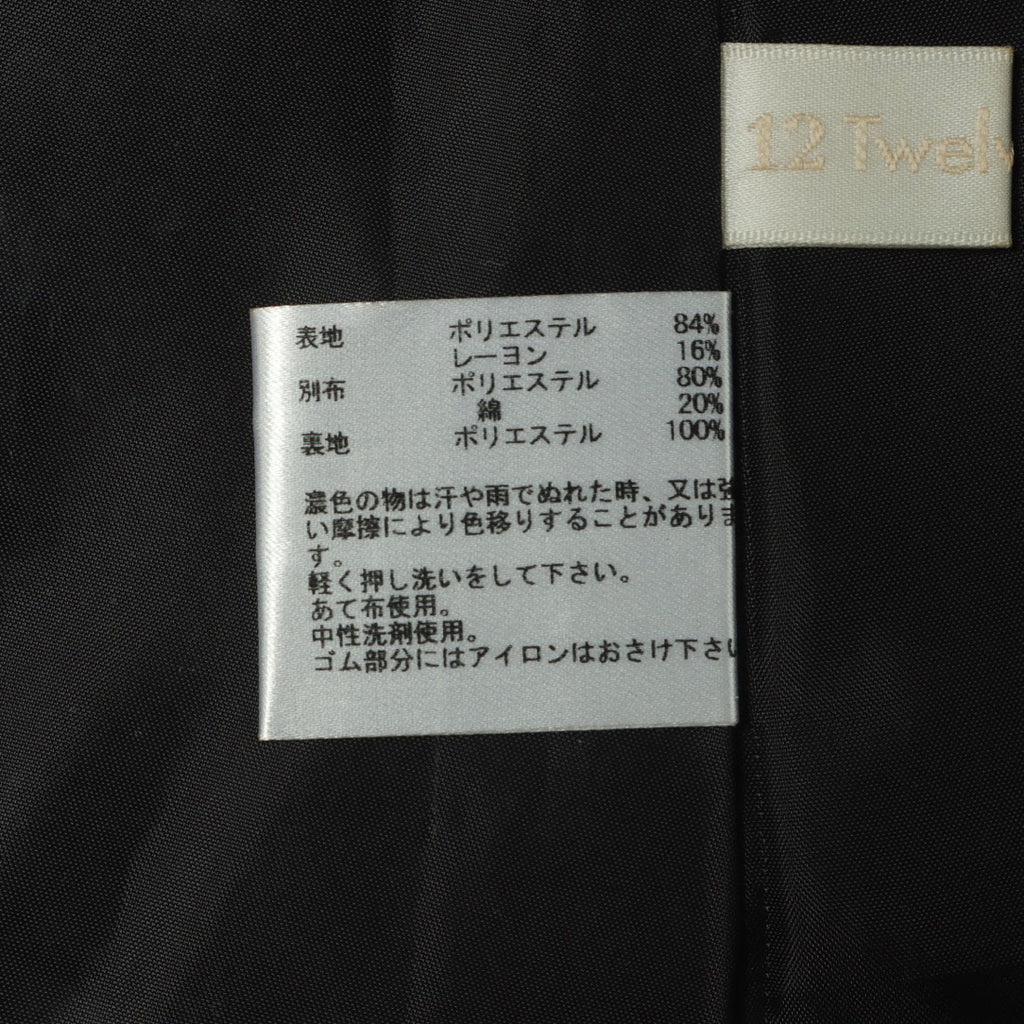 12 Twel
表地 ポリエステル 84%
レーヨン 16%
別布 ポリエステル 80%
綿 20%
裏地 ポリエステル 100%
濃色の物は汗や雨でぬれた時、又は強
い摩擦により色移りすることがありま
す。
軽く押し洗いをして下さい。
あて布使用。
中性洗剤使用。
ゴム部分にはアイロンはおさけ下さい